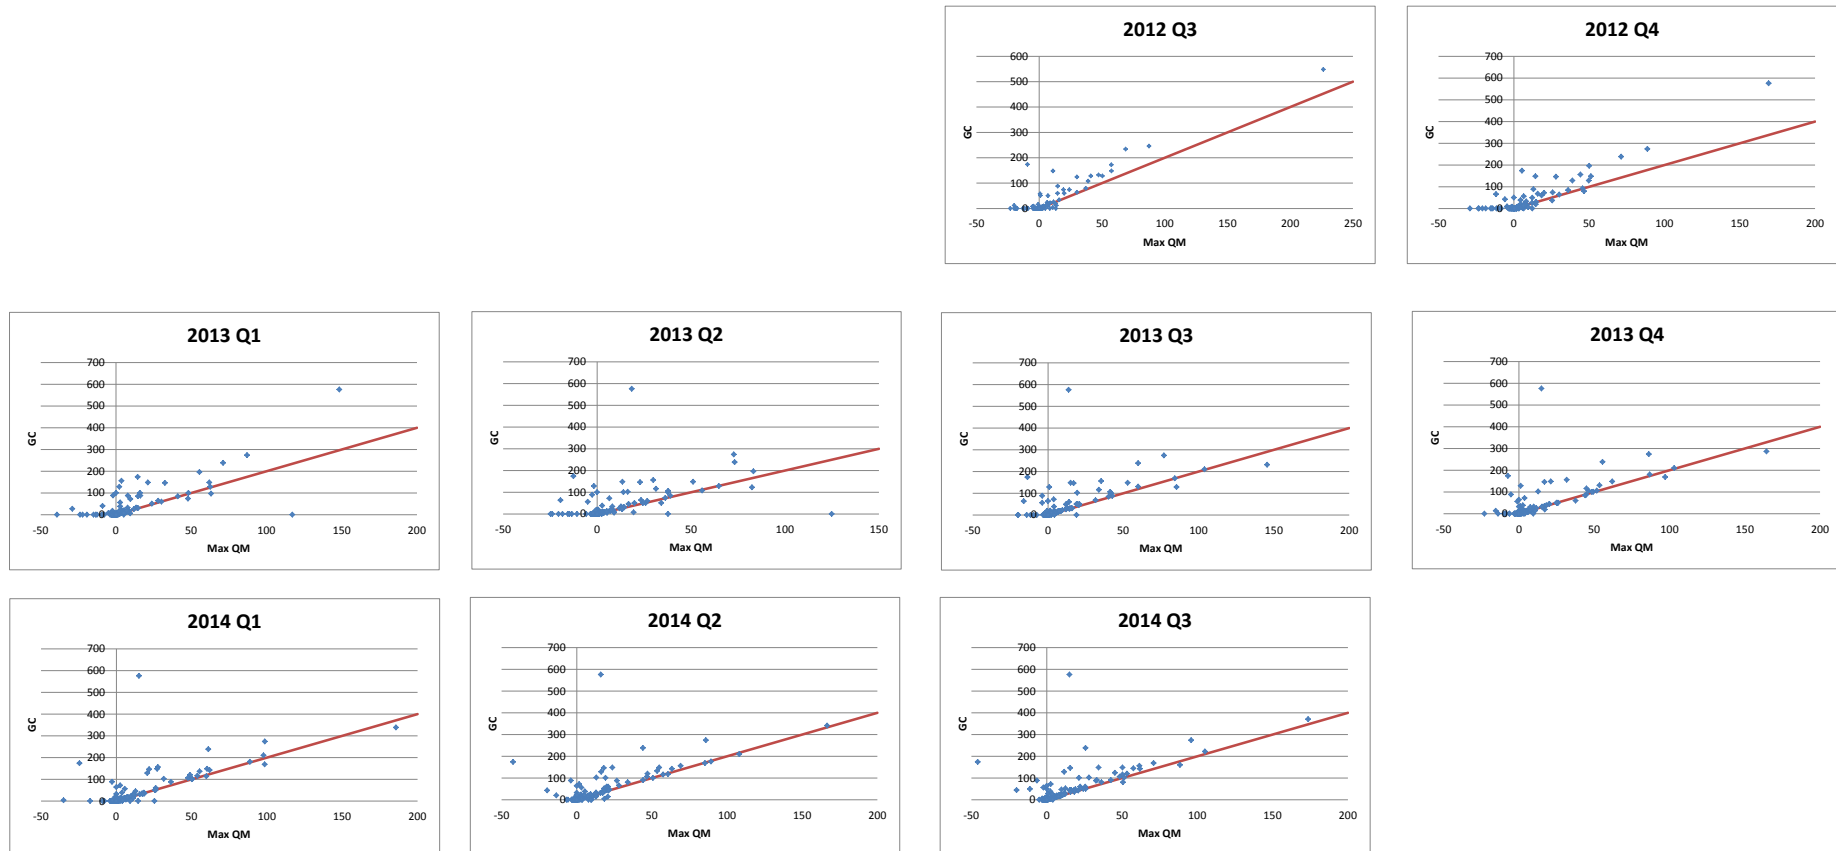 2012 Q3
600
500
400
300
200
100
0
GC
-50 0 50 100 150 200 250
Max QM
2012 Q4
700
600
500
400
300
200
100
0
GC
-50 0 50 100 150 200
Max QM
2013 Q1
700
600
500
400
300
200
100
0
GC
-50 0 50 100 150 200
Max QM
2013 Q2
700
600
500
400
300
200
100
0
GC
-50 0 50 100 150
Max QM
2013 Q3
700
600
500
400
300
200
100
0
GC
-50 0 50 100 150 200
Max QM
2013 Q4
700
600
500
400
300
200
100
0
GC
-50 0 50 100 150 200
Max QM
2014 Q1
700
600
500
400
300
200
100
0
GC
-50 0 50 100 150 200
Max QM
2014 Q2
700
600
500
400
300
200
100
0
GC
-50 0 50 100 150 200
Max QM
2014 Q3
700
600
500
400
300
200
100
0
GC
-50 0 50 100 150 200
Max QM